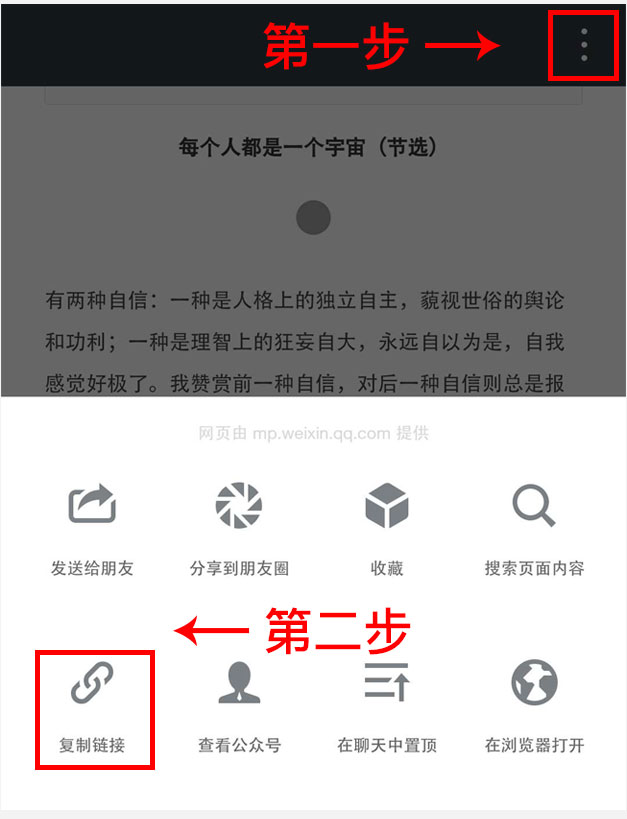 第一步
每个人都是一个宇宙（节选）
有两种自信：一种是人格上的独立自主，藐视世俗的舆论
和功利；一种是理智上的狂妄自大，永远自以为是，自我
感觉好极了。我赞赏前一种自信，对后一种自信则总是报
网页由 mp.weixin.qq.com 提供
发送给朋友
分享到朋友圈
收藏
搜索页面内容
第二步
复制链接
查看公众号
在聊天中置顶
在浏览器打开